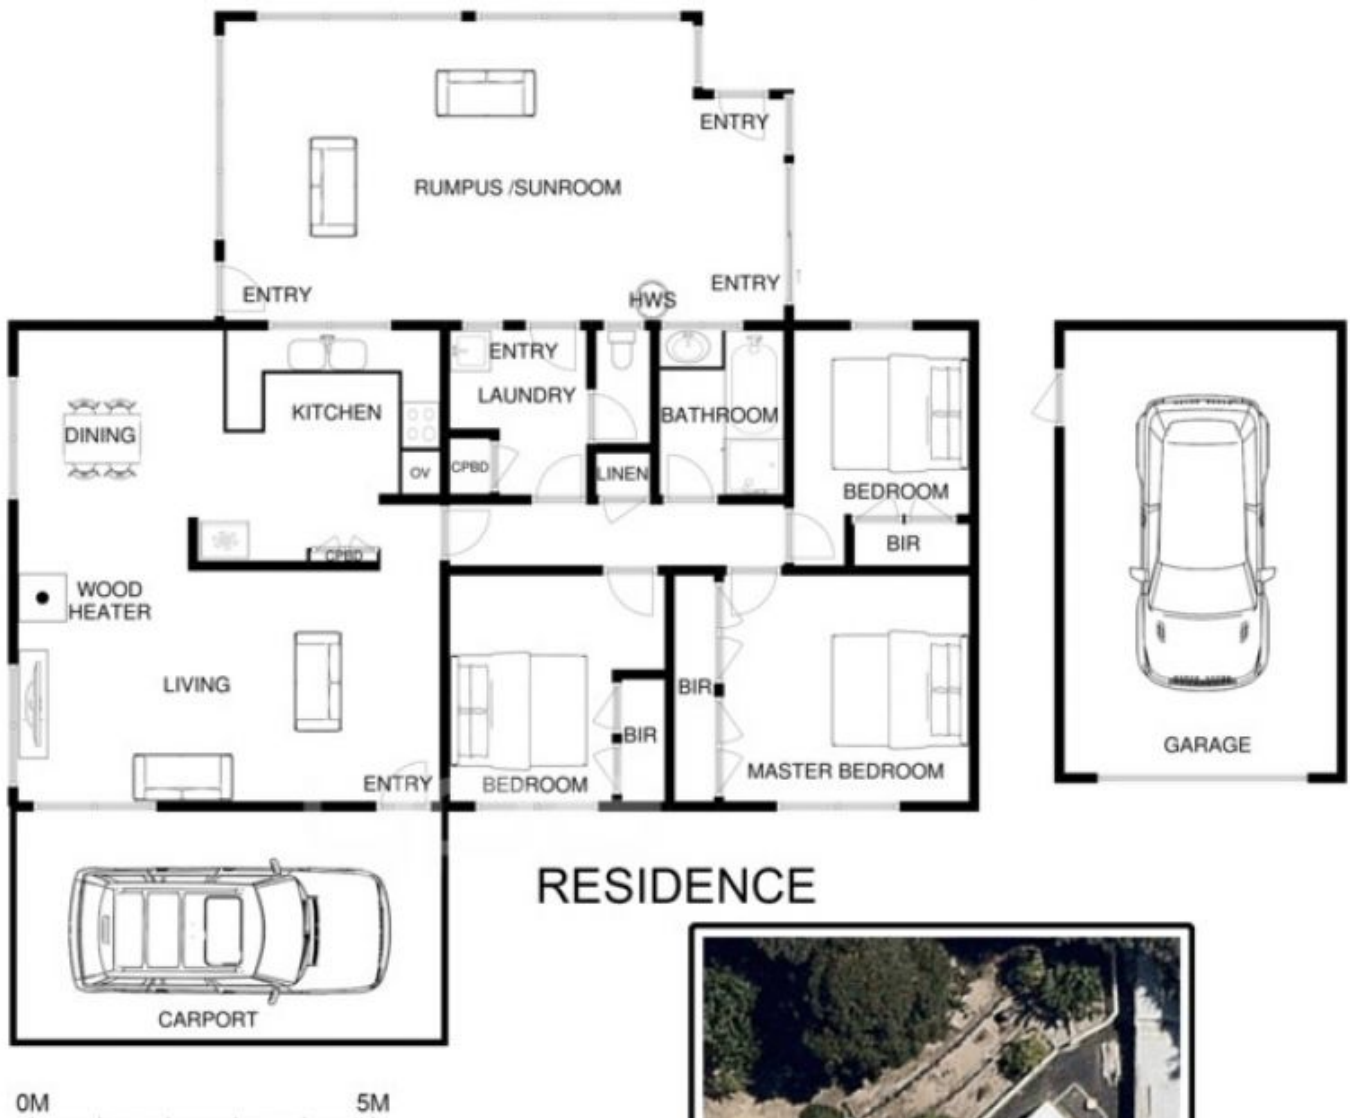 ENTRY
RUMPUS /SUNROOM
ENTRY
ENTRY
HWS
ENTRY
LAUNDRY
KITCHEN
DINING
BATHROOM
OV
CPBD
LINEN
BEDROOM
BIR
CPBD
WOOD
HEATER
LIVING
BIR
BIR
ENTRY
BEDROOM
MASTER BEDROOM
GARAGE
RESIDENCE
CARPORT
0M 5M